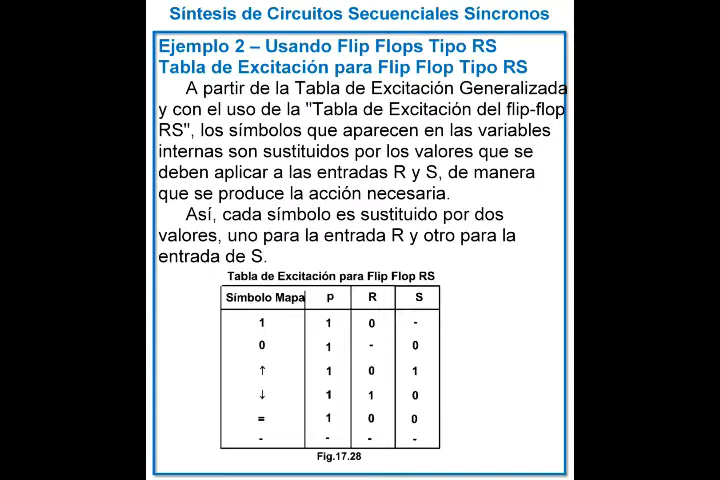 Síntesis de Circuitos Secuenciales Síncronos
Ejemplo 2 – Usando Flip Flops Tipo RS
Tabla de Excitación para Flip Flop Tipo RS
A partir de la Tabla de Excitación Generalizada
y con el uso de la "Tabla de Excitación del flip-flop
RS", los símbolos que aparecen en las variables
internas son sustituidos por los valores que se
deben aplicar a las entradas R y S, de manera
que se produce la acción necesaria.
Así, cada símbolo es sustituido por dos
valores, uno para la entrada R y otro para la
entrada de S.
Tabla de Excitación para Flip Flop RS
Símbolo Mapa p R S
1 1 0 -
0 1 - 0
↑ 1 0 1
↓ 1 1 0
= 1 0 0
- - - -
Fig.17.28